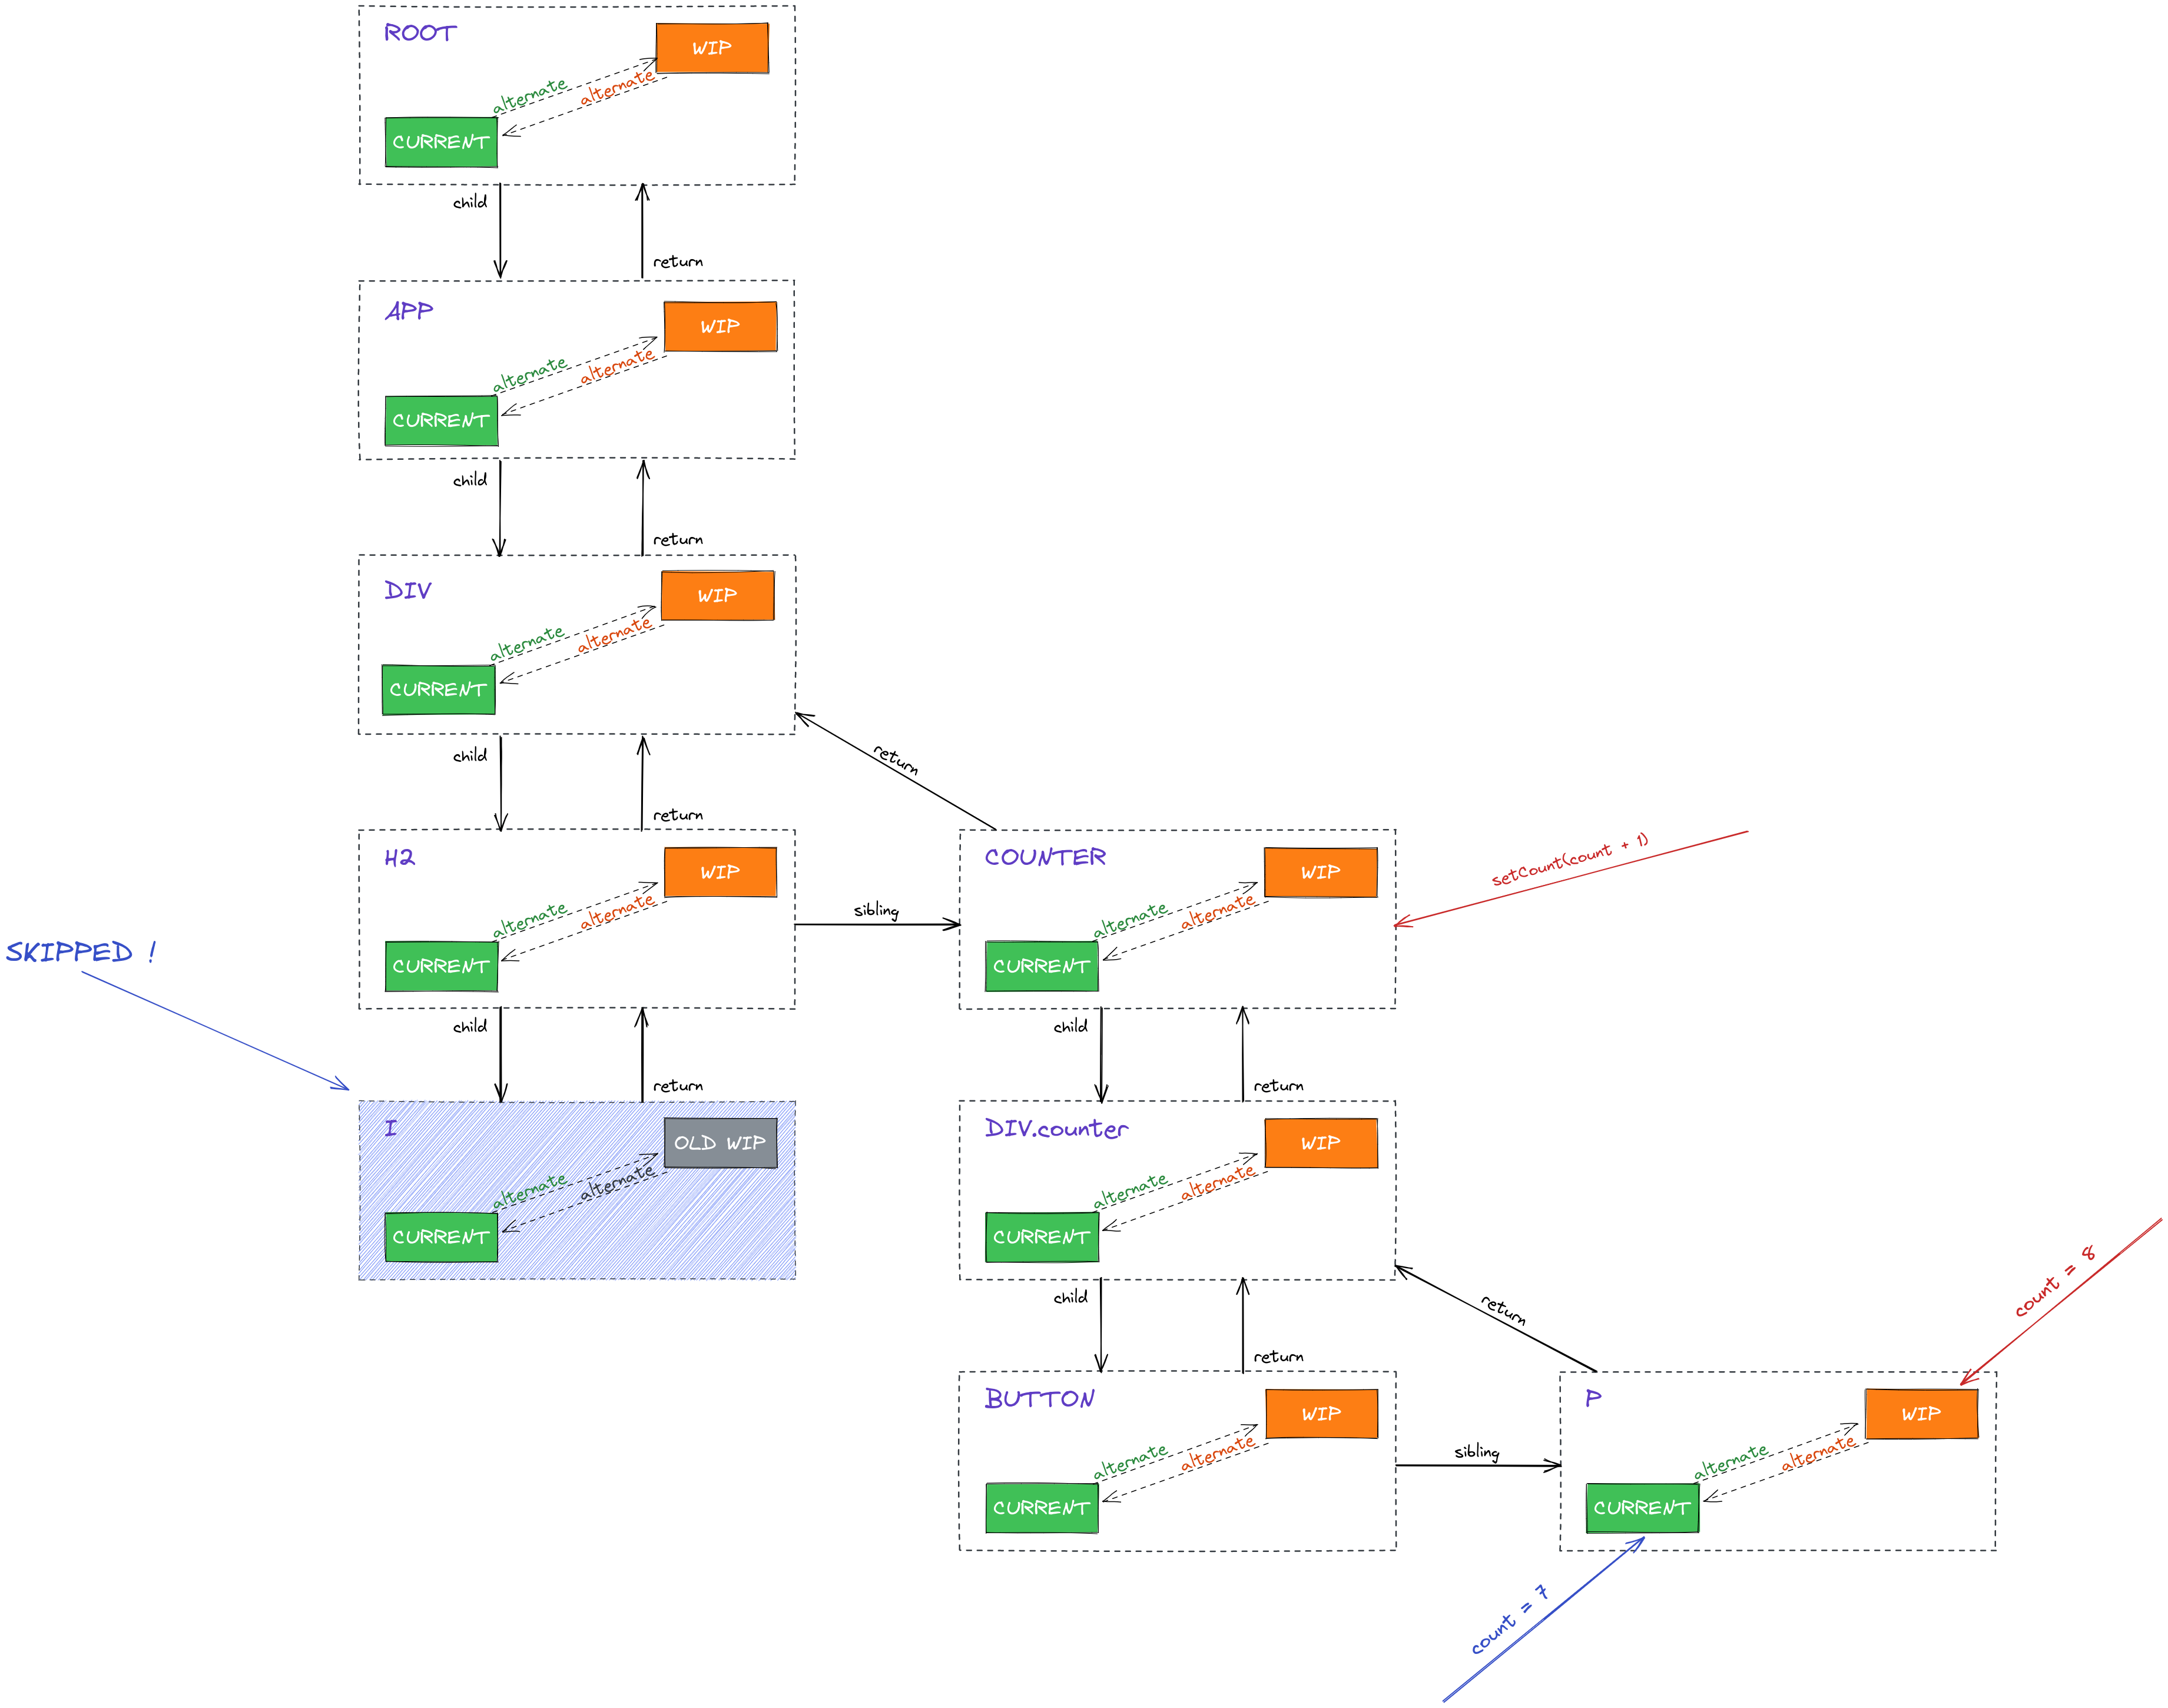 ROOT
WIP
alternate
alternate
CURRENT
child
return
APP
WIP
alternate
alternate
CURRENT
child
return
DIV
WIP
alternate
alternate
CURRENT
child
return
return
H2
WIP
alternate
alternate
CURRENT
sibling
COUNTER
WIP
alternate
alternate
CURRENT
setCount(count + 1)
SKIPPED !
child
return
child
return
I
OLD WIP
alternate
alternate
CURRENT
DIV.counter
WIP
alternate
alternate
CURRENT
count = 8
child
return
return
BUTTON
WIP
alternate
alternate
CURRENT
sibling
P
WIP
alternate
alternate
CURRENT
count = 7